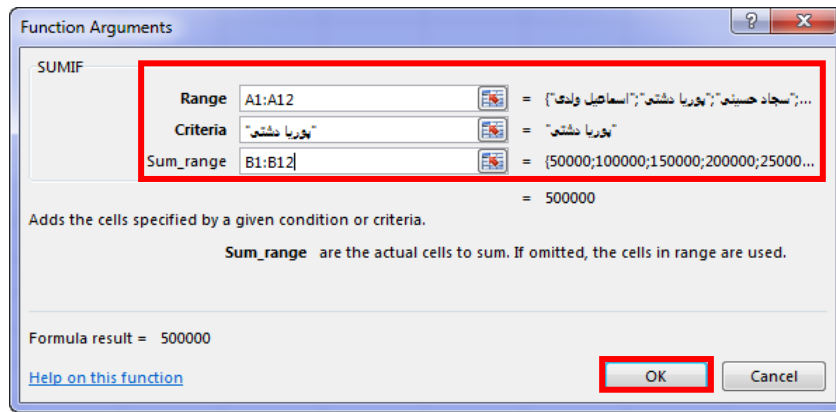 Function Arguments
SUMIF
Range A1:A12 = {"سجاد حسینی";"پوریا دشتی";"اسماعیل ولدی";...
Criteria "پوریا دشتی" = "پوریا دشتی"
Sum_range B1:B12 = {50000;100000;150000;200000;25000...
= 500000
Adds the cells specified by a given condition or criteria.
Sum_range are the actual cells to sum. If omitted, the cells in range are used.
Formula result = 500000
Help on this function
OK
Cancel